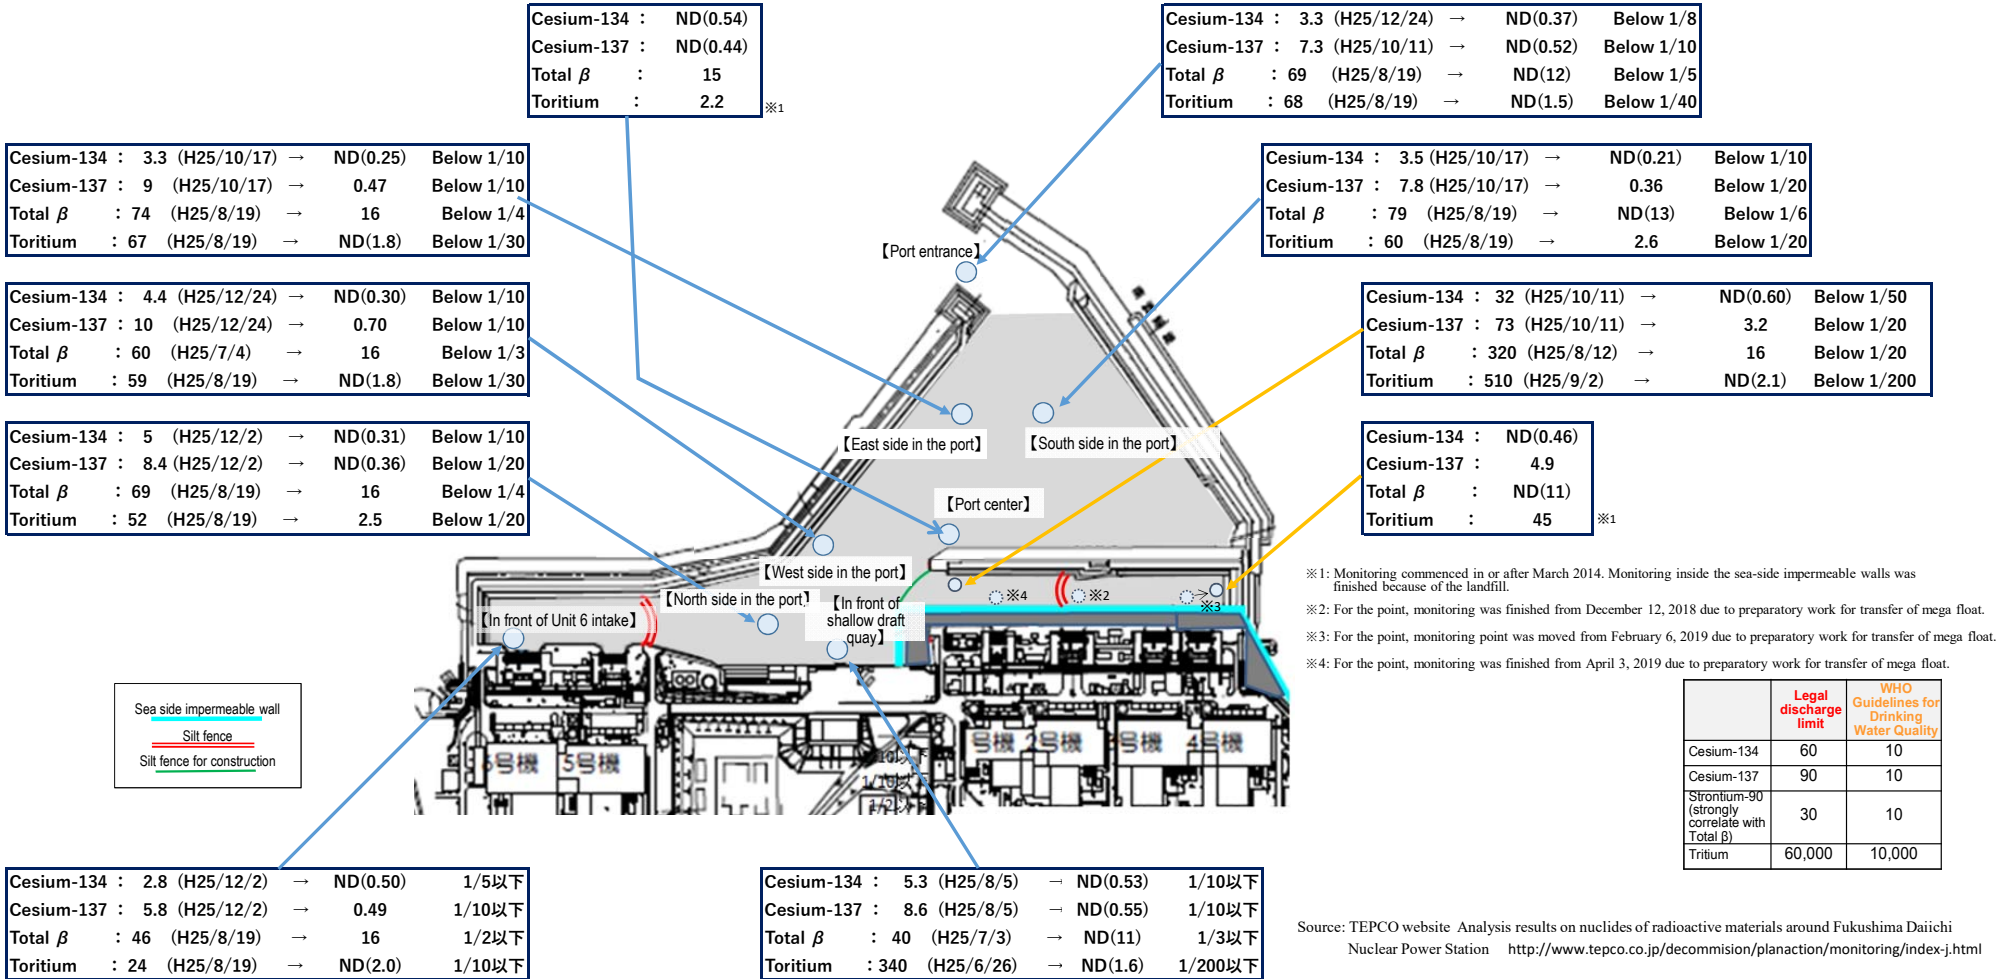 Cesium-134 : ND(0.54)
Cesium-137 : ND(0.44)
Total β : 15
Toritium : 2.2
※1
Cesium-134 : 3.3 (H25/12/24) → ND(0.37) Below 1/8
Cesium-137 : 7.3 (H25/10/11) → ND(0.52) Below 1/10
Total β : 69 (H25/8/19) → ND(12) Below 1/5
Toritium : 68 (H25/8/19) → ND(1.5) Below 1/40
Cesium-134 : 3.3 (H25/10/17) → ND(0.25) Below 1/10
Cesium-137 : 9 (H25/10/17) → 0.47 Below 1/10
Total β : 74 (H25/8/19) → 16 Below 1/4
Toritium : 67 (H25/8/19) → ND(1.8) Below 1/30
Cesium-134 : 3.5 (H25/10/17) → ND(0.21) Below 1/10
Cesium-137 : 7.8 (H25/10/17) → 0.36 Below 1/20
Total β : 79 (H25/8/19) → ND(13) Below 1/6
Toritium : 60 (H25/8/19) → 2.6 Below 1/20
Cesium-134 : 4.4 (H25/12/24) → ND(0.30) Below 1/10
Cesium-137 : 10 (H25/12/24) → 0.70 Below 1/10
Total β : 60 (H25/7/4) → 16 Below 1/3
Toritium : 59 (H25/8/19) → ND(1.8) Below 1/30
Cesium-134 : 32 (H25/10/11) → ND(0.60) Below 1/50
Cesium-137 : 73 (H25/10/11) → 3.2 Below 1/20
Total β : 320 (H25/8/12) → 16 Below 1/20
Toritium : 510 (H25/9/2) → ND(2.1) Below 1/200
Cesium-134 : 5 (H25/12/2) → ND(0.31) Below 1/10
Cesium-137 : 8.4 (H25/12/2) → ND(0.36) Below 1/20
Total β : 69 (H25/8/19) → 16 Below 1/4
Toritium : 52 (H25/8/19) → 2.5 Below 1/20
Cesium-134 : ND(0.46)
Cesium-137 : 4.9
Total β : ND(11)
Toritium : 45
※1
【Port entrance】
【East side in the port】
【South side in the port】
【Port center】
【West side in the port】
【North side in the port】
【In front of
shallow draft
quay】
【In front of Unit 6 intake】
※4
※2
※3
号機
5号機
号機
2号機
号機
4号機
1/10以下
※1: Monitoring commenced in or after March 2014. Monitoring inside the sea-side impermeable walls was
finished because of the landfill.
※2: For the point, monitoring was finished from December 12, 2018 due to preparatory work for transfer of mega float.
※3: For the point, monitoring point was moved from February 6, 2019 due to preparatory work for transfer of mega float.
※4: For the point, monitoring was finished from April 3, 2019 due to preparatory work for transfer of mega float.
Sea side impermeable wall
Silt fence
Silt fence for construction
Legal
discharge
limit
WHO
Guidelines for
Drinking
Water Quality
Cesium-134 60 10
Cesium-137 90 10
Strontium-90
(strongly
correlate with
Total β)
30 10
Tritium 60,000 10,000
Cesium-134 : 2.8 (H25/12/2) → ND(0.50) 1/5以下
Cesium-137 : 5.8 (H25/12/2) → 0.49 1/10以下
Total β : 46 (H25/8/19) → 16 1/2以下
Toritium : 24 (H25/8/19) → ND(2.0) 1/10以下
Cesium-134 : 5.3 (H25/8/5) → ND(0.53) 1/10以下
Cesium-137 : 8.6 (H25/8/5) → ND(0.55) 1/10以下
Total β : 40 (H25/7/3) → ND(11) 1/3以下
Toritium : 340 (H25/6/26) → ND(1.6) 1/200以下
Source: TEPCO website Analysis results on nuclides of radioactive materials around Fukushima Daiichi
Nuclear Power Station http://www.tepco.co.jp/decommision/planaction/monitoring/index-j.html